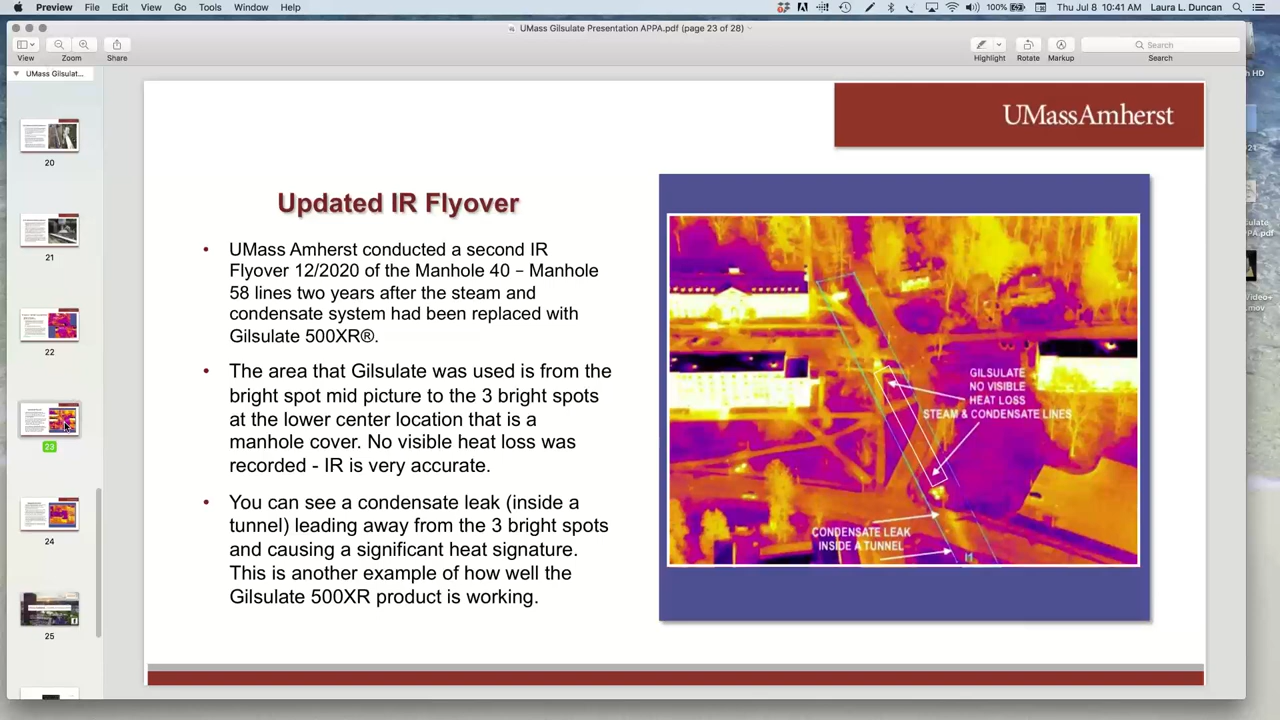 Preview File Edit View Go Tools Window Help
100% Thu Jul 8 10:41 AM Laura L. Duncan
UMass Gilsulate Presentation APPA.pdf (page 23 of 28)
View Zoom Share Highlight Rotate Markup Search
Search
UMass Gilsulat...
20
21
22
23
24
25
UMassAmherst
Updated IR Flyover
• UMass Amherst conducted a second IR
Flyover 12/2020 of the Manhole 40 – Manhole
58 lines two years after the steam and
condensate system had been replaced with
Gilsulate 500XR®.
• The area that Gilsulate was used is from the
bright spot mid picture to the 3 bright spots
at the lower center location that is a
manhole cover. No visible heat loss was
recorded - IR is very accurate.
• You can see a condensate leak (inside a
tunnel) leading away from the 3 bright spots
and causing a significant heat signature.
This is another example of how well the
Gilsulate 500XR product is working.
GILSULATE
NO VISIBLE
HEAT LOSS
STEAM & CONDENSATE LINES
CONDENSATE LEAK
INSIDE A TUNNEL
HD